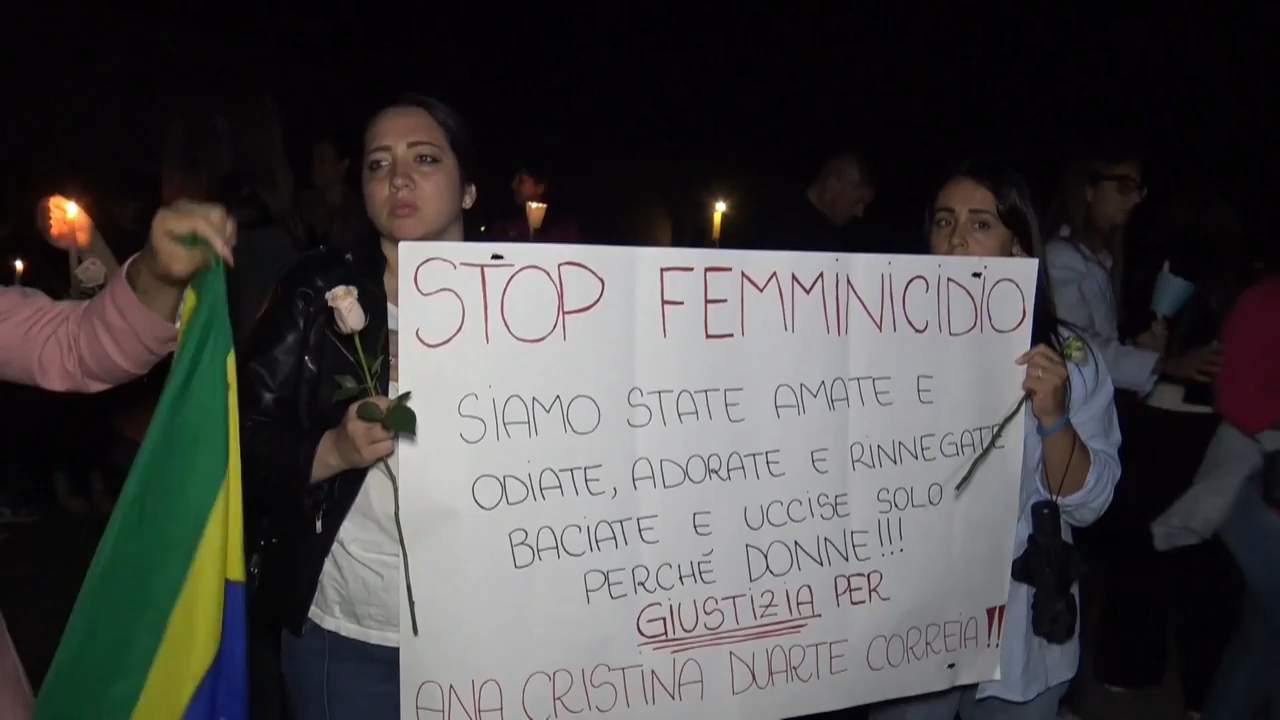 STOP FEMMINICIDIO
SIAMO STATE AMATE E
ODIATE, ADORATE E RINNEGATE
BACIATE E UCCISE SOLO
PERCHÉ DONNE!!!
GIUSTIZIA PER
ANA CRISTINA DUARTE CORREIA!!